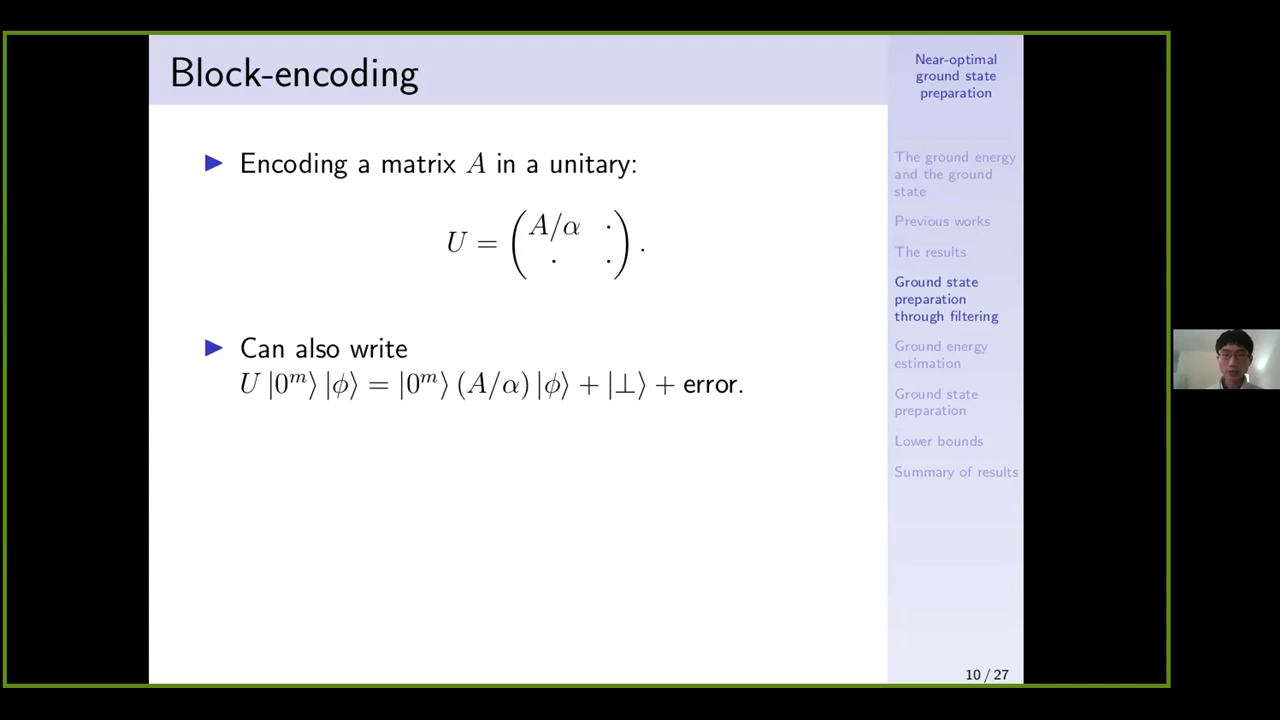 Block-encoding
▶ Encoding a matrix A in a unitary:
U = ( A/α ·
· · ) .
▶ Can also write
U |0ᵐ⟩ |ϕ⟩ = |0ᵐ⟩ (A/α) |ϕ⟩ + |⊥⟩ + error.
Near-optimal
ground state
preparation
The ground energy
and the ground
state
Previous works
The results
Ground state
preparation
through filtering
Ground energy
estimation
Ground state
preparation
Lower bounds
Summary of results
10 / 27